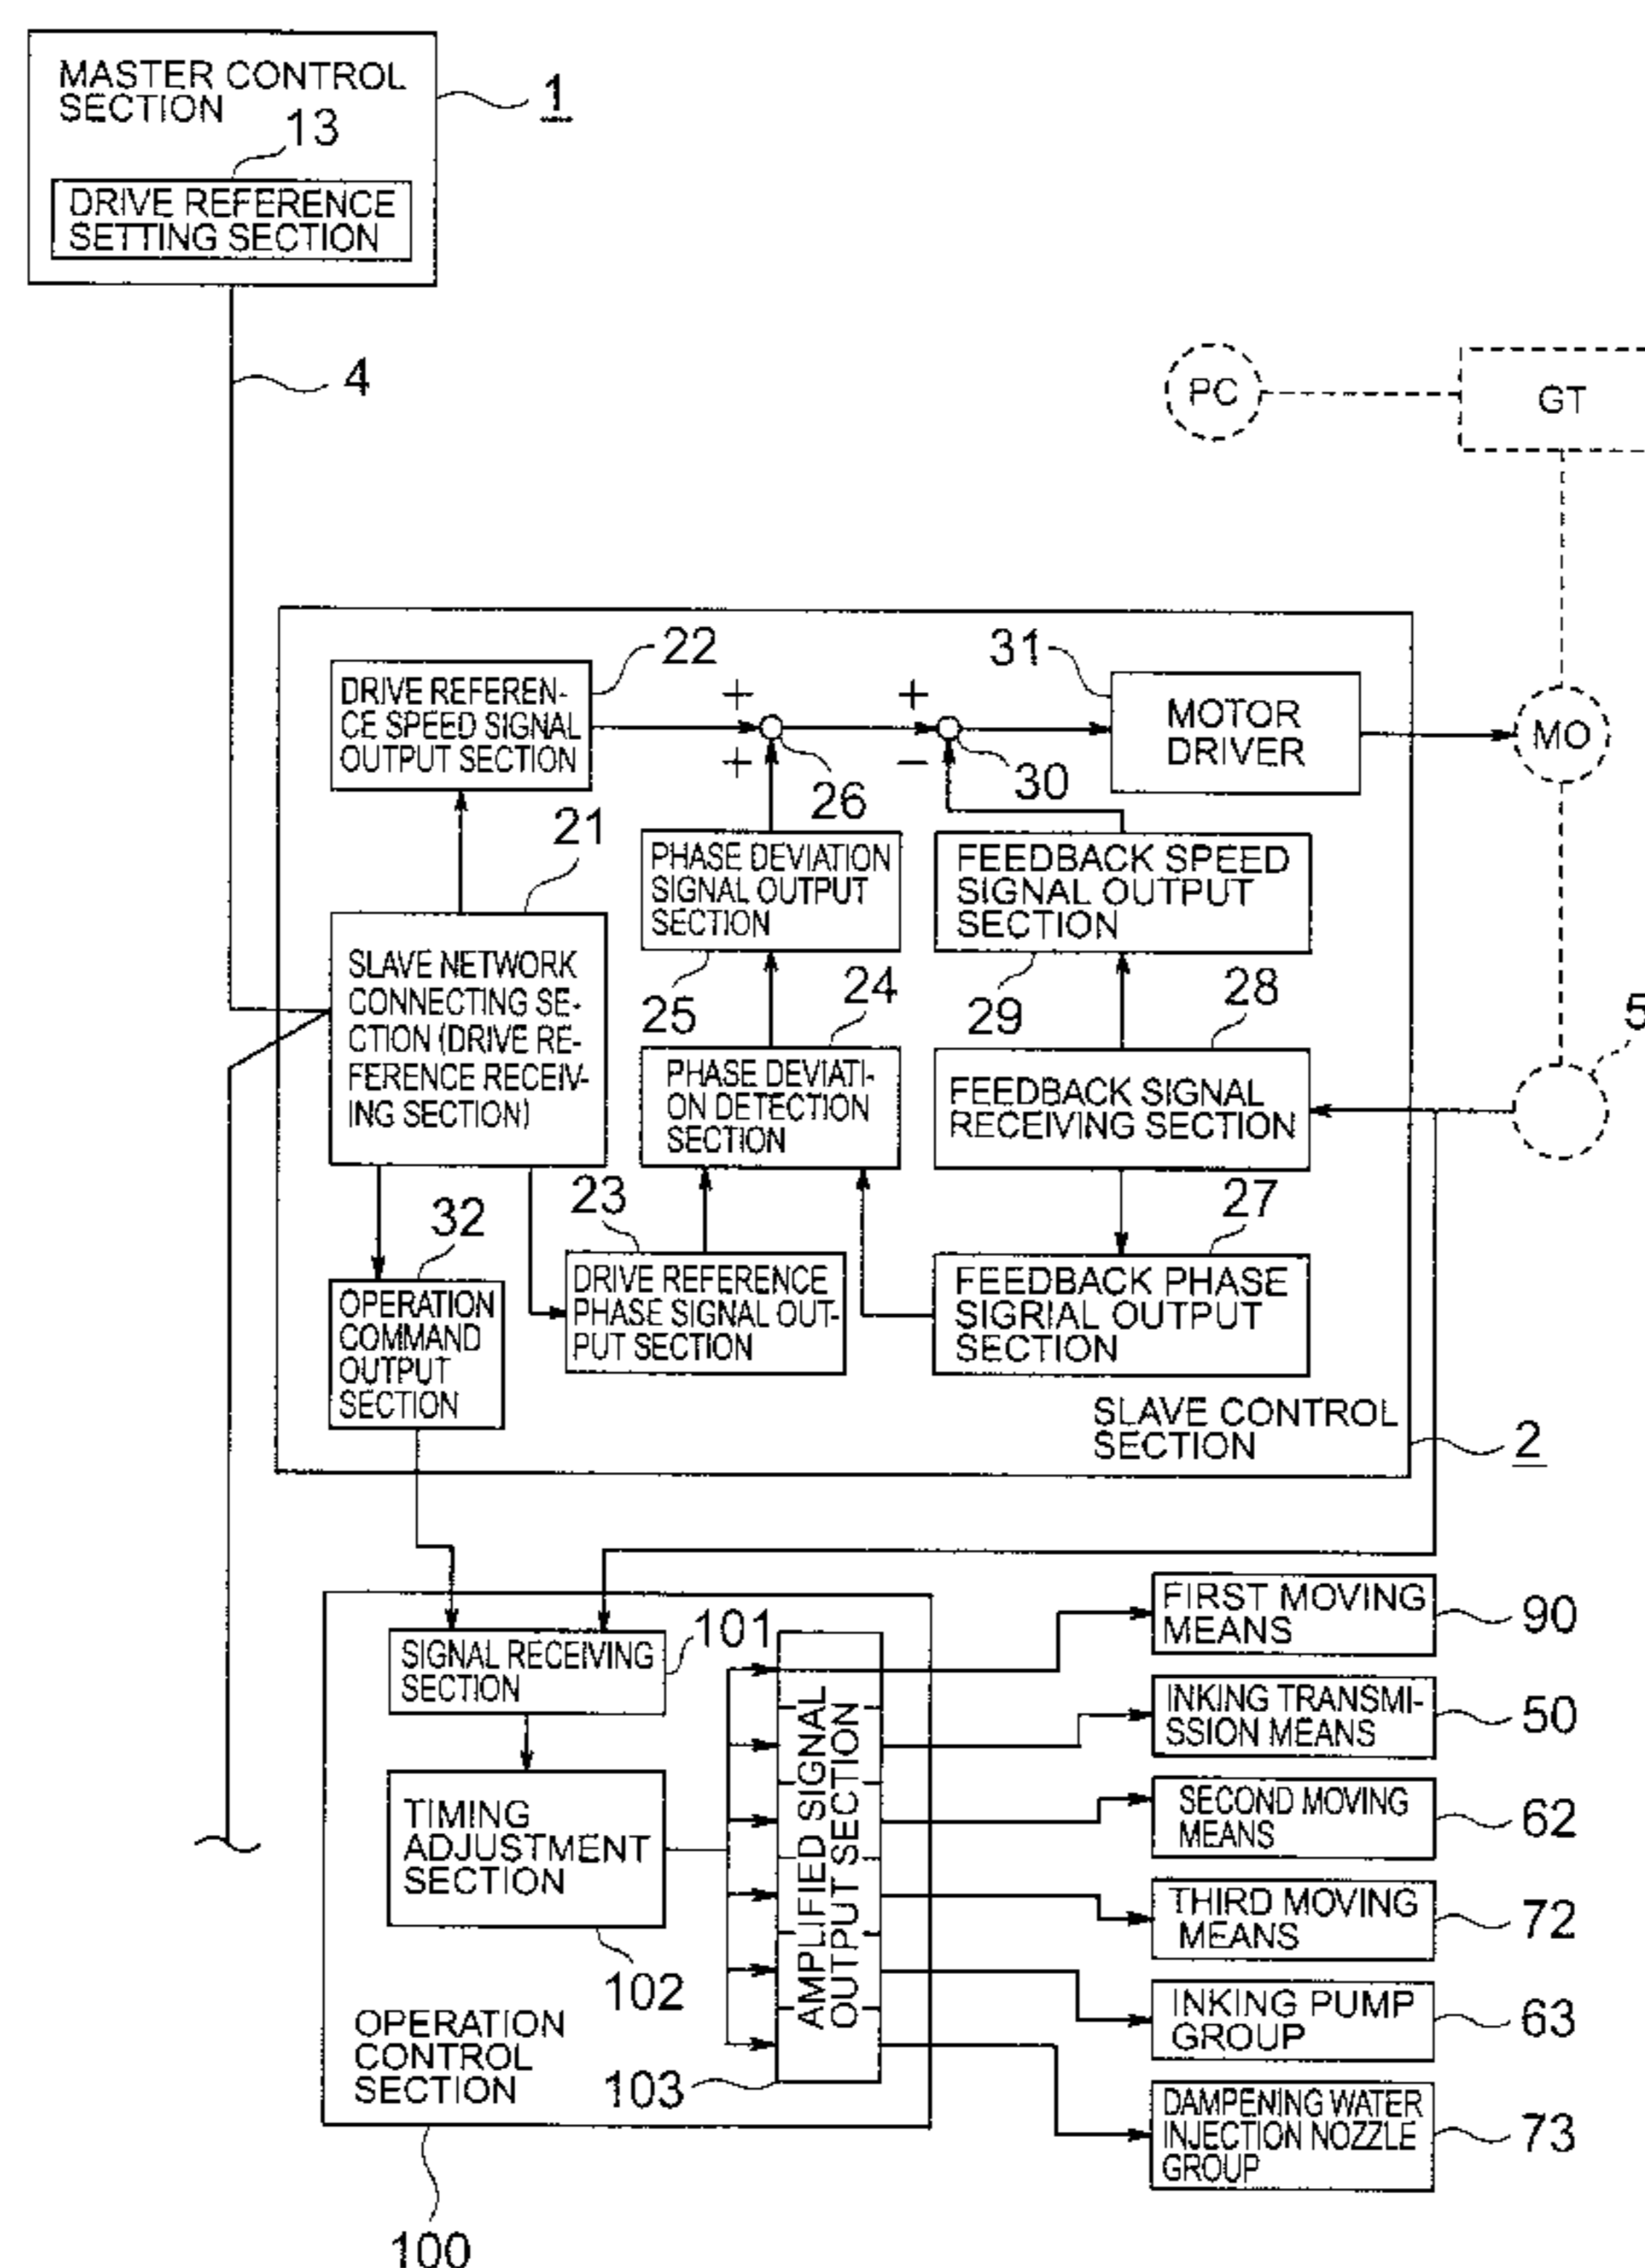 MASTER CONTROL
SECTION
1
13
DRIVE REFERENCE
SETTING SECTION
4
PC
GT
22
DRIVE REFEREN-
CE SPEED SIGNAL
OUTPUT SECTION
+
+
26
+
−
30
31
MOTOR
DRIVER
MO
21
SLAVE NETWORK
CONNECTING SE-
CTION (DRIVE RE-
FERENCE RECEIV-
ING SECTION)
PHASE DEVIATION
SIGNAL OUTPUT
SECTION
25
FEEDBACK SPEED
SIGNAL OUTPUT
SECTION
29
24
PHASE DEVIATI-
ON DETECTION
SECTION
28
FEEDBACK SIGNAL
RECEIVING SECTION
5
23
DRIVE REFERENCE
PHASE SIGNAL OUT-
PUT SECTION
27
FEEDBACK PHASE
SIGRIAL OUTPUT
SECTION
32
OPERATION
COMMAND
OUTPUT
SECTION
SLAVE CONTROL
SECTION
2
SIGNAL RECEIVING
SECTION
101
TIMING
ADJUSTMENT
SECTION
102
AMPLIFIED SIGNAL
OUTPUT SECTION
103
OPERATION
CONTROL
SECTION
100
FIRST MOVING
MEANS
90
INKING TRANSMI-
SSION MEANS
50
SECOND MOVING
MEANS
62
THIRD MOVING
MEANS
72
INKING PUMP
GROUP
63
DAMPENING WATER
INJECTION NOZZLE
GROUP
73